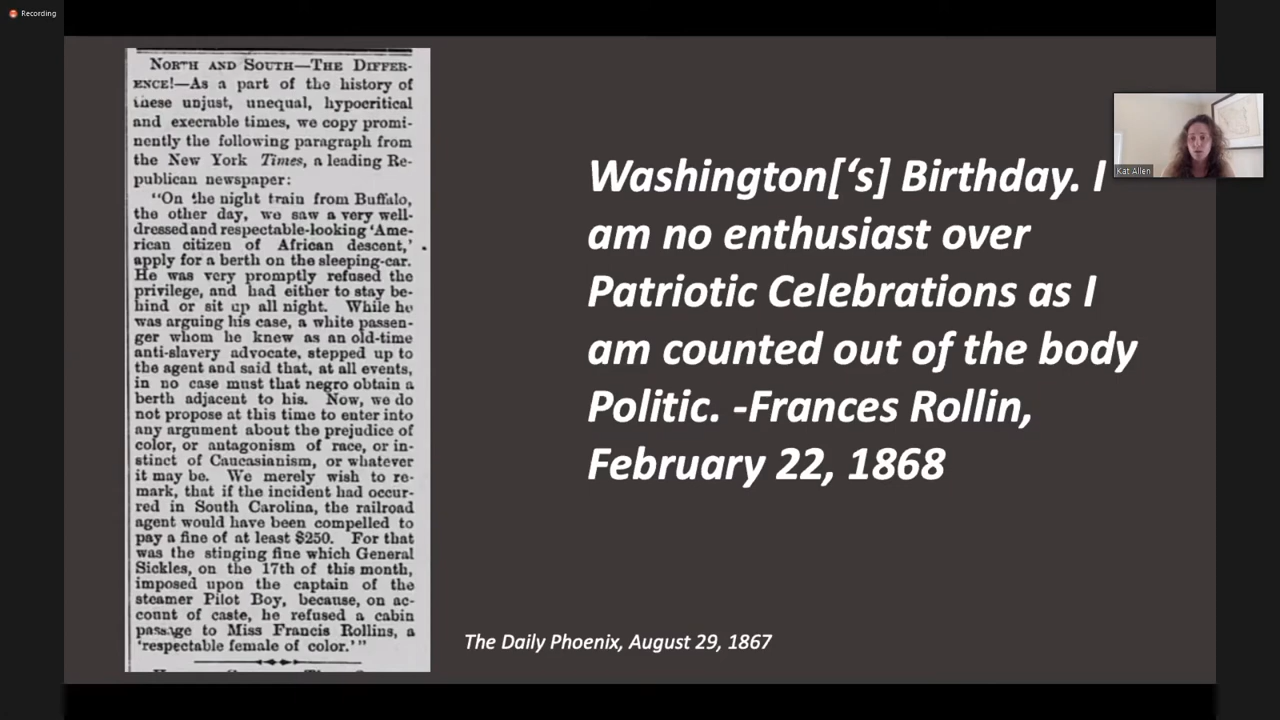 Recording
NORTH AND SOUTH—THE DIFFER-
ENCE!—As a part of the history of
these unjust, unequal, hypocritical
and execrable times, we copy promi-
nently the following paragraph from
the New York Times, a leading Re-
publican newspaper:
"On the night train from Buffalo,
the other day, we saw a very well-
dressed and respectable-looking 'Ame-
rican citizen of African descent,'
apply for a berth on the sleeping-car.
He was very promptly refused the
privilege, and had either to stay be-
hind or sit up all night. While he
was arguing his case, a white passen-
ger whom he knew as an old-time
anti-slavery advocate, stepped up to
the agent and said that, at all events,
in no case must that negro obtain a
berth adjacent to his. Now, we do
not propose at this time to enter into
any argument about the prejudice of
color, or antagonism of race, or in-
stinct of Caucasianism, or whatever
it may be. We merely wish to re-
mark, that if the incident had occur-
red in South Carolina, the railroad
agent would have been compelled to
pay a fine of at least $250. For that
was the stinging fine which General
Sickles, on the 17th of this month,
imposed upon the captain of the
steamer Pilot Boy, because, on ac-
count of caste, he refused a cabin
passage to Miss Francis Rollins, a
'respectable female of color.'"
Washington[‘s] Birthday. I
am no enthusiast over
Patriotic Celebrations as I
am counted out of the body
Politic. -Frances Rollin,
February 22, 1868
The Daily Phoenix, August 29, 1867
Kat Allen